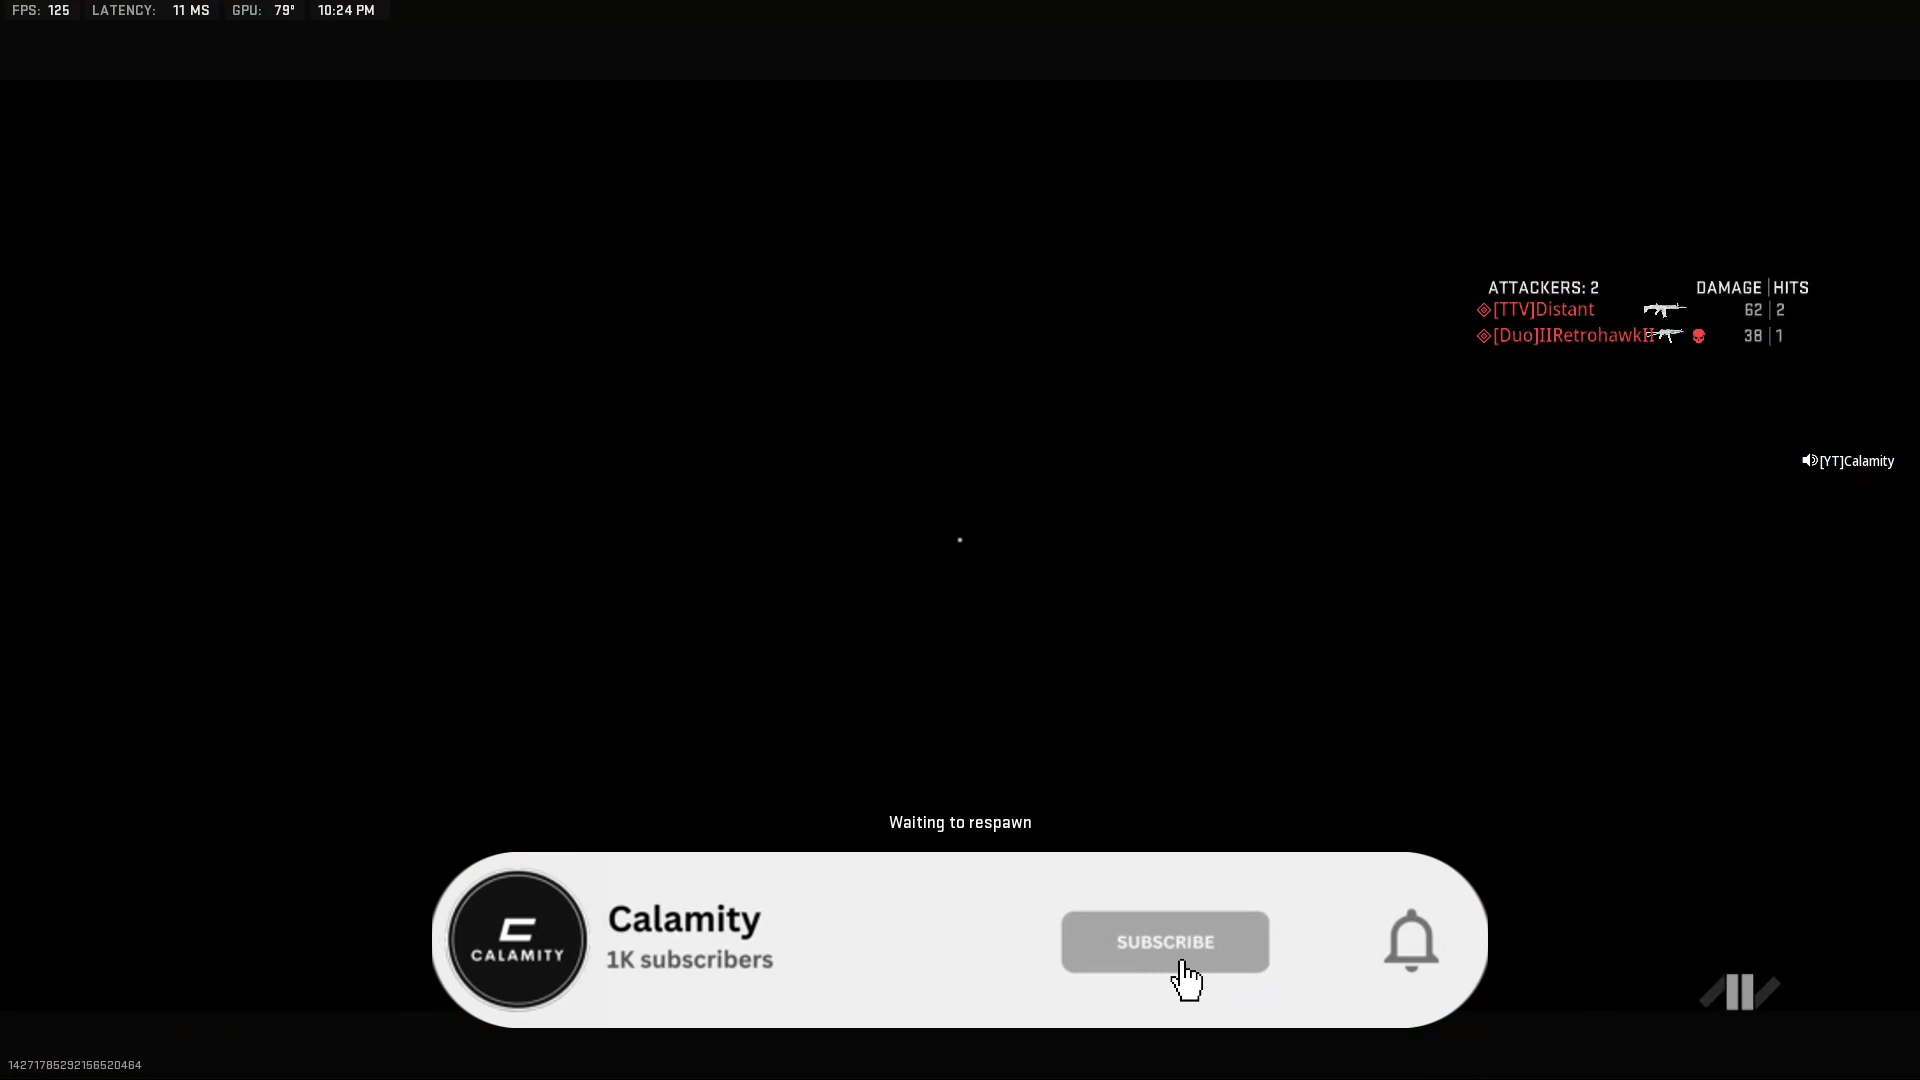 FPS: 125 LATENCY: 11 MS GPU: 79° 10:24 PM
ATTACKERS: 2 DAMAGE HITS
[TTV]Distant 62 2
[Duo]IIRetrohawkII 38 1
[YT]Calamity
Waiting to respawn
CALAMITY
Calamity
1K subscribers
SUBSCRIBE
14271785292156520464